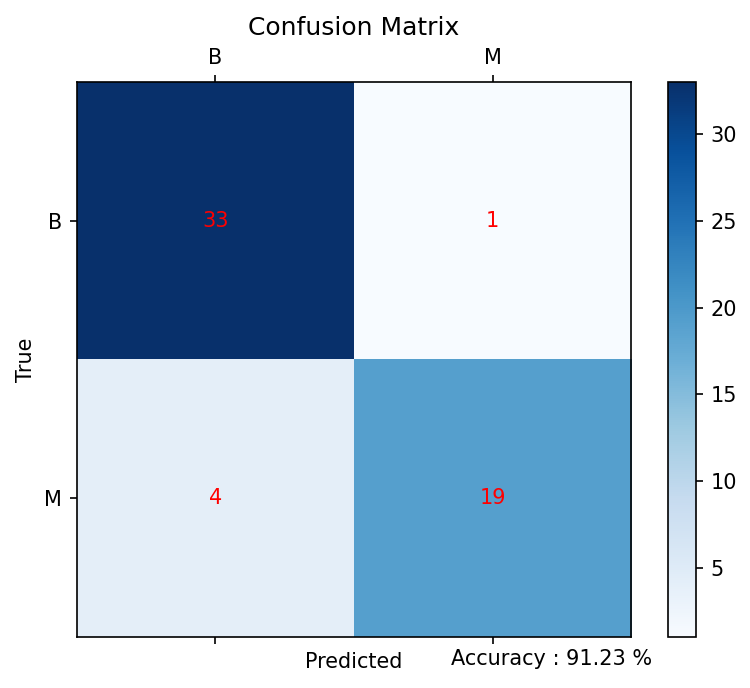 Confusion Matrix
B M
B 33 1
True
M 4 19
Predicted
Accuracy : 91.23 %
30
25
20
15
10
5